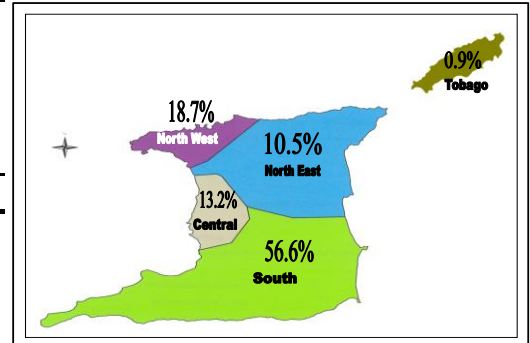 0.9%
Tobago
18.7%
North West
10.5%
North East
13.2%
Central
56.6%
South